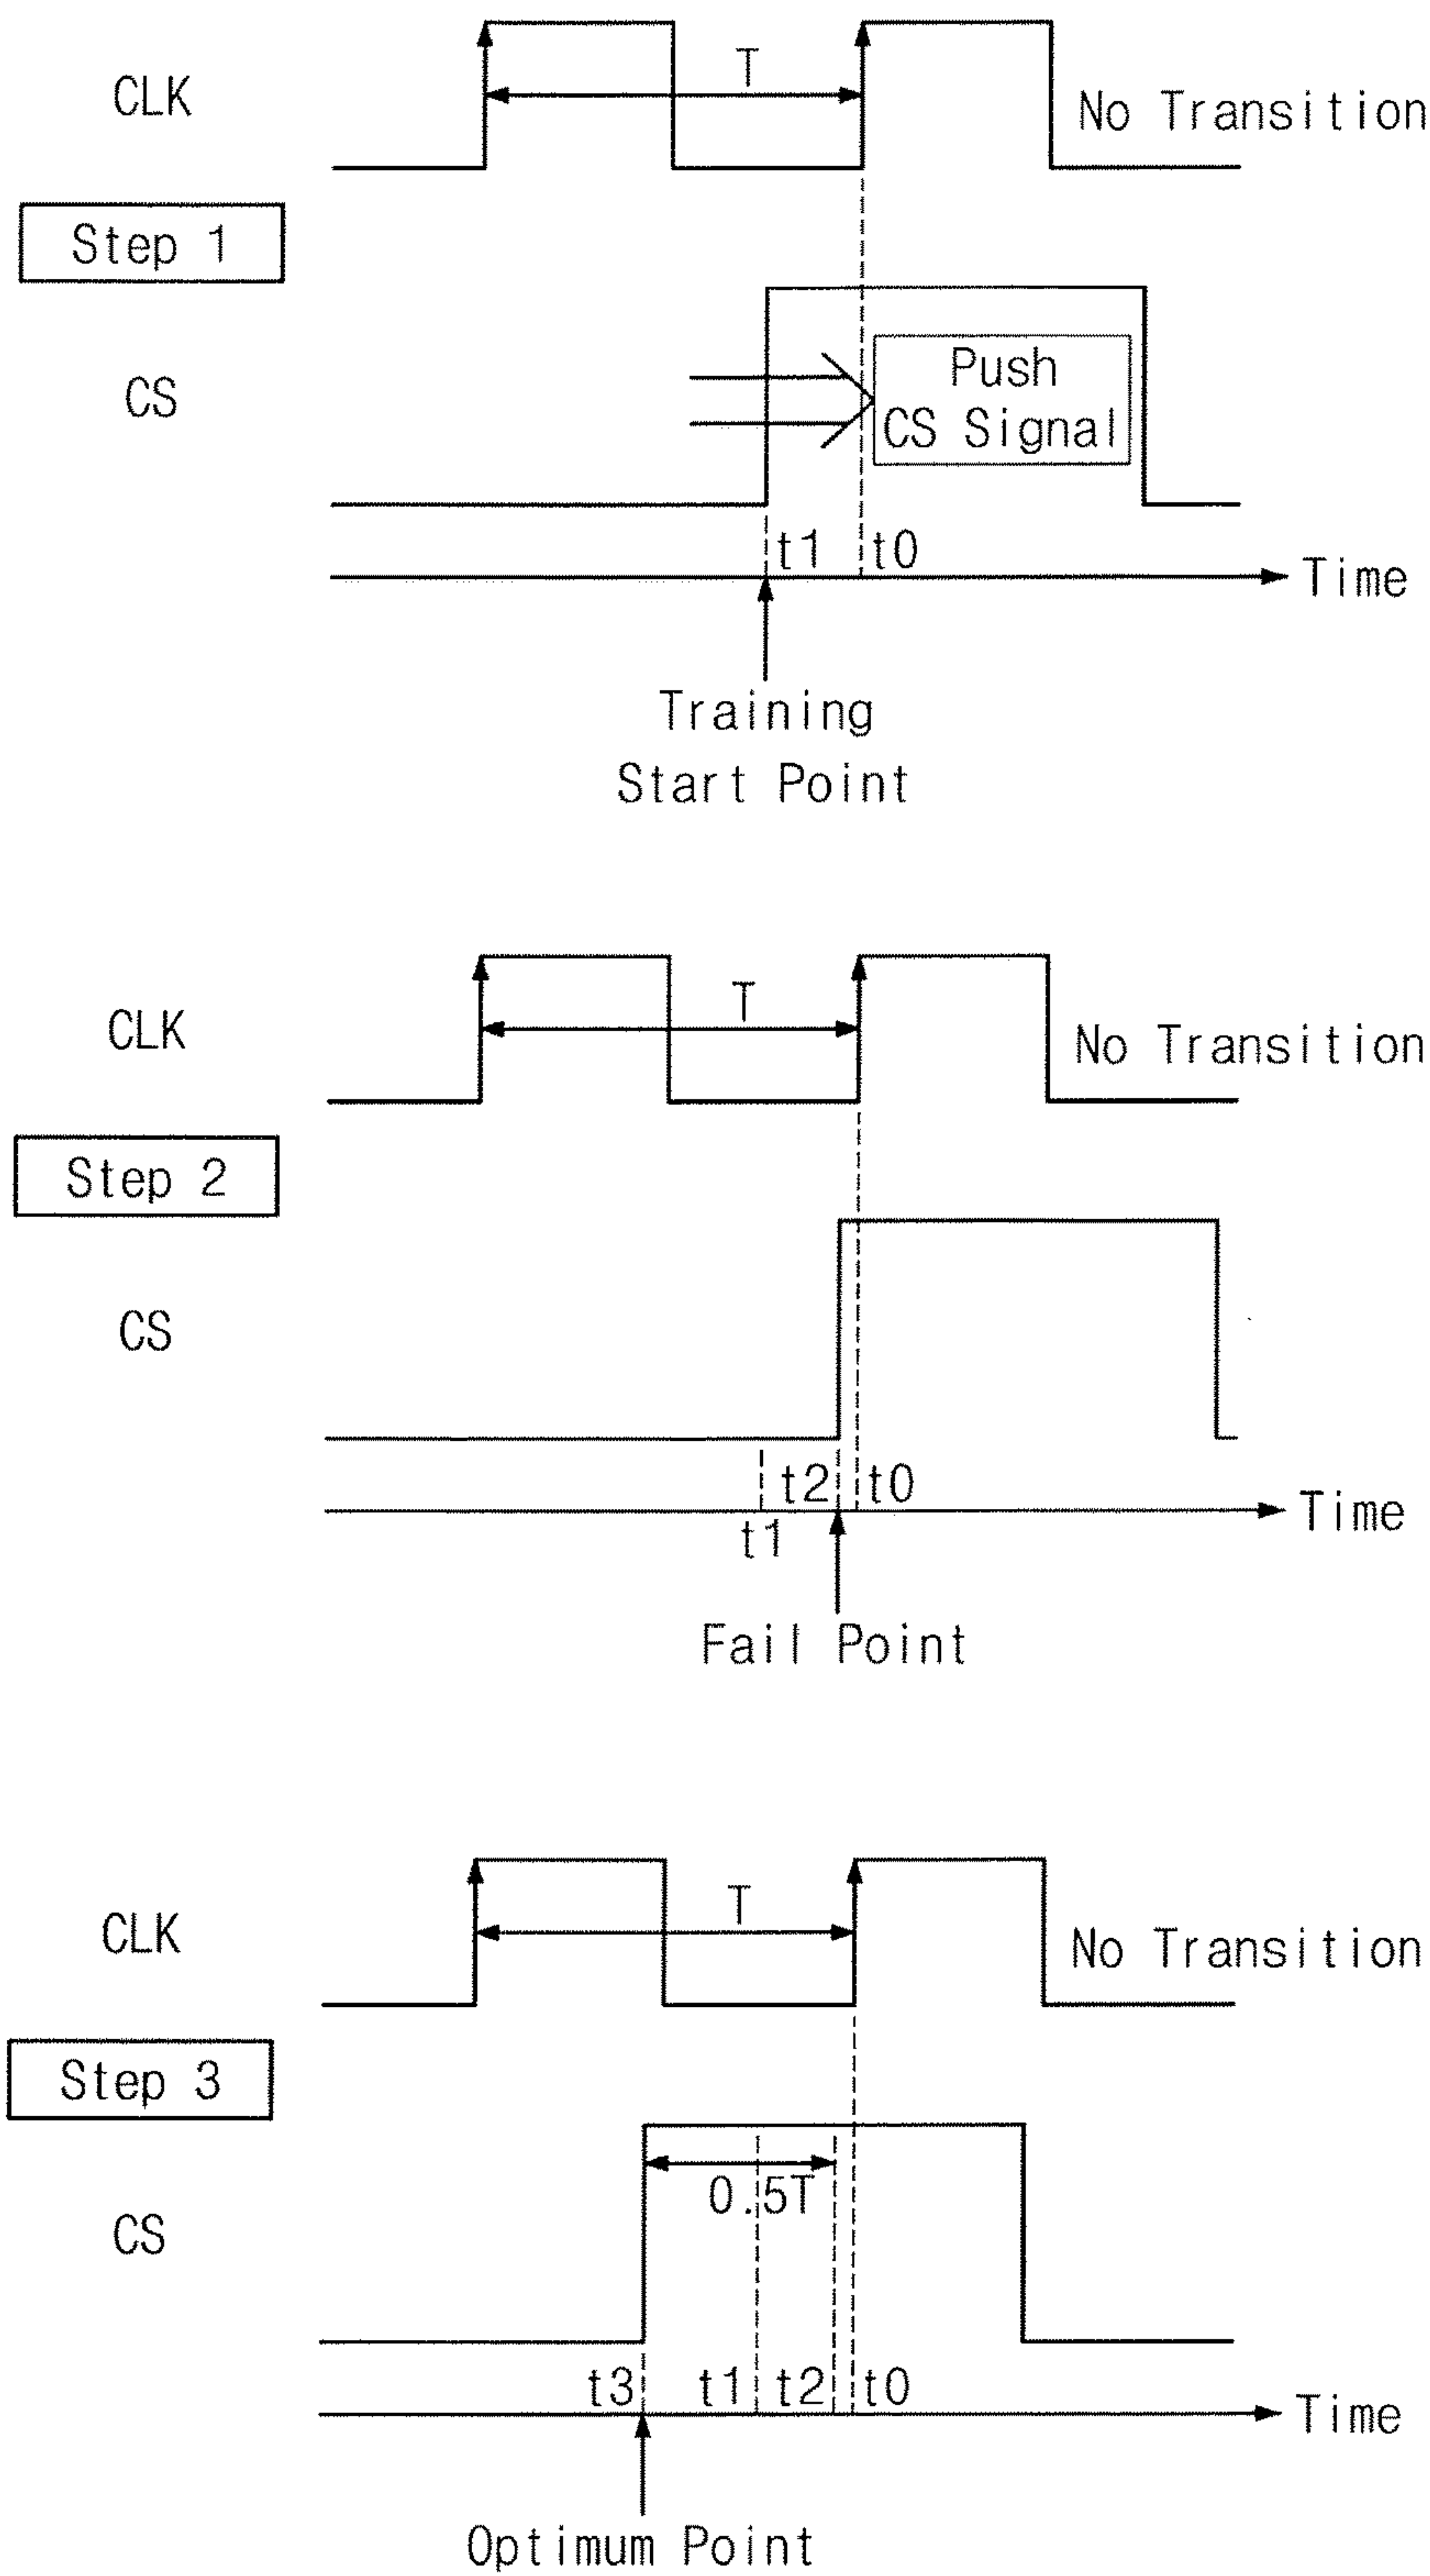 T
CLK
No Transition
Step 1
Push
CS
CS Signal
t1
t0
Time
Training
Start Point
T
CLK
No Transition
Step 2
CS
t2
t0
Time
t1
Fail Point
T
CLK
No Transition
Step 3
0.5T
CS
t3
t1
t2
t0
Time
Optimum Point